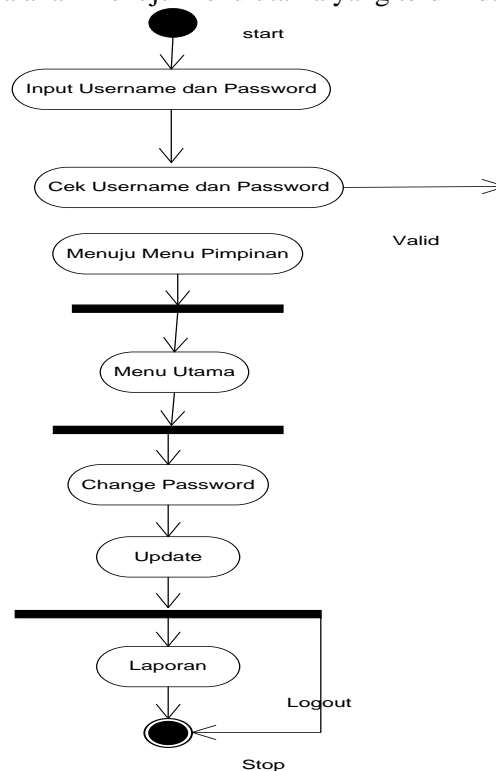 start
Input Username dan Password
Cek Username dan Password
Valid
Menuju Menu Pimpinan
Menu Utama
Change Password
Update
Laporan
Logout
Stop